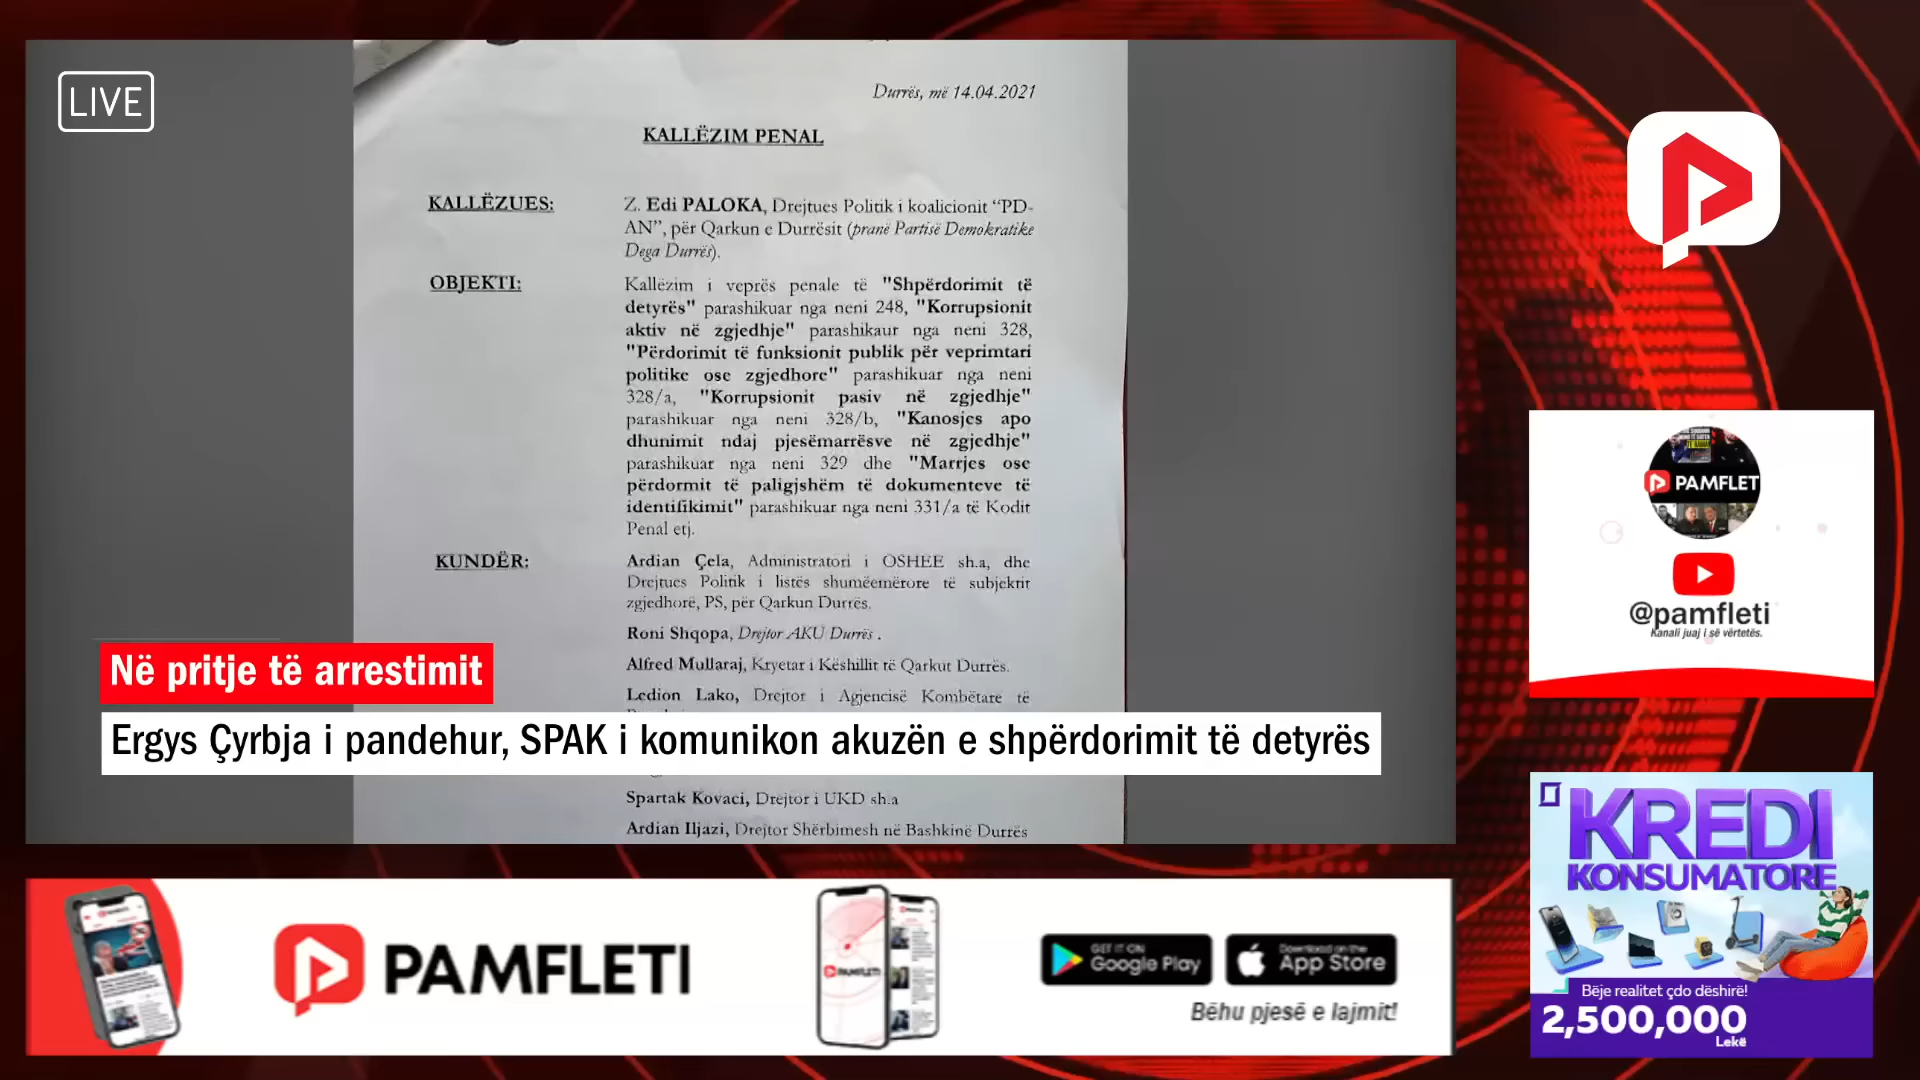 LIVE
Durrës, më 14.04.2021
KALLËZIM PENAL
KALLËZUES:
Z. Edi PALOKA, Drejtues Politik i koalicionit “PD-
AN”, për Qarkun e Durrësit (pranë Partisë Demokratike
Dega Durrës).
OBJEKTI:
Kallëzim i veprës penale të "Shpërdorimit të
detyrës" parashikuar nga neni 248, "Korrupsionit
aktiv në zgjedhje" parashikaur nga neni 328,
"Përdorimit të funksionit publik për veprimtari
politike ose zgjedhore" parashikuar nga neni
328/a, "Korrupsionit pasiv në zgjedhje"
parashikuar nga neni 328/b, "Kanosjes apo
dhunimit ndaj pjesëmarrësve në zgjedhje"
parashikuar nga neni 329 dhe "Marrjes ose
përdormit të paligjshëm të dokumenteve të
identifikimit" parashikuar nga neni 331/a të Kodit
Penal etj.
KUNDËR:
Ardian Çela, Administratori i OSHEE sh.a, dhe
Drejtues Politik i listës shumëemërore të subjektit
zgjedhorë, PS, për Qarkun Durrës.
Roni Shqopa, Drejtor AKU Durrës .
Alfred Mullaraj, Kryetar i Këshillit të Qarkut Durrës.
Ledion Lako, Drejtor i Agjencisë Kombëtare të
Në pritje të arrestimit
Ergys Çyrbja i pandehur, SPAK i komunikon akuzën e shpërdorimit të detyrës
Spartak Kovaci, Drejtor i UKD sh.a
Ardian Iljazi, Drejtor Shërbimesh në Bashkinë Durrës
PAMFLET
@pamfleti
Kanali juaj i së vërtetës.
KREDI
KONSUMATORE
Bëje realitet çdo dëshirë!
2,500,000
Lekë
PAMFLETI
PAMFLETI
GET IT ON
Google Play
Download on the
App Store
Bëhu pjesë e lajmit!